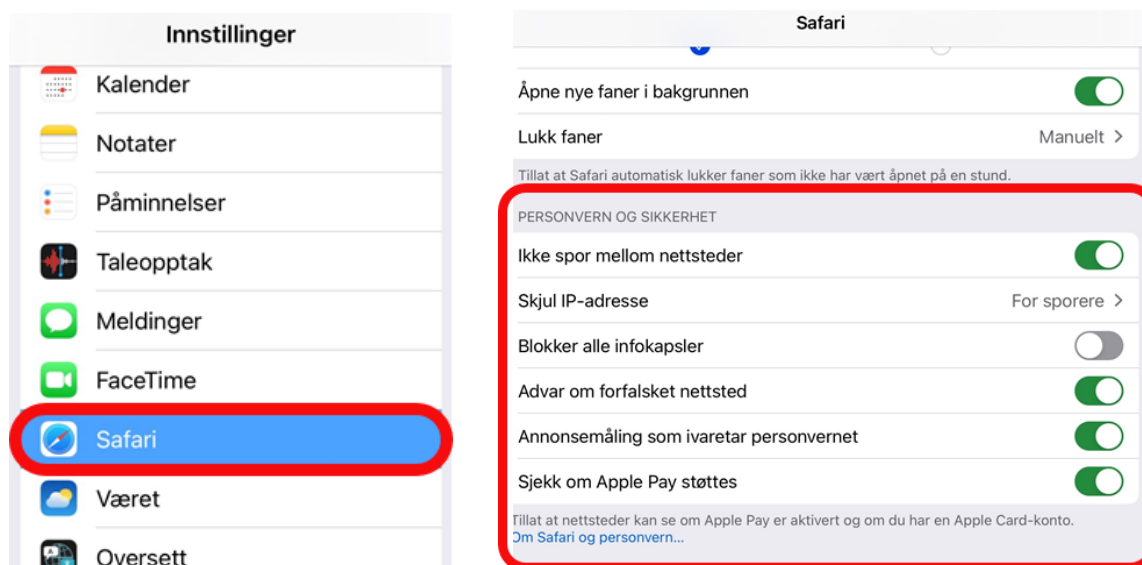 Innstillinger
Kalender
Notater
Påminnelser
Taleopptak
Meldinger
FaceTime
Safari
Været
Oversett
Safari
Åpne nye faner i bakgrunnen
Lukk faner Manuelt >
Tillat at Safari automatisk lukker faner som ikke har vært åpnet på en stund.
PERSONVERN OG SIKKERHET
Ikke spor mellom nettsteder
Skjul IP-adresse For sporere >
Blokker alle infokapsler
Advar om forfalsket nettsted
Annonsemåling som ivaretar personvernet
Sjekk om Apple Pay støttes
Tillat at nettsteder kan se om Apple Pay er aktivert og om du har en Apple Card-konto.
Om Safari og personvern...